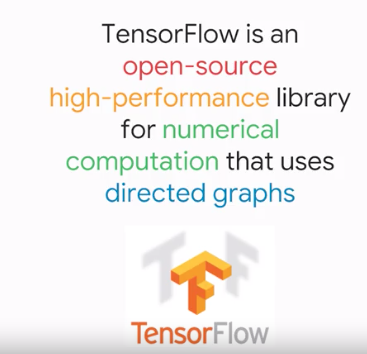 TensorFlow is an
open-source
high-performance library
for numerical
computation that uses
directed graphs
TensorFlow